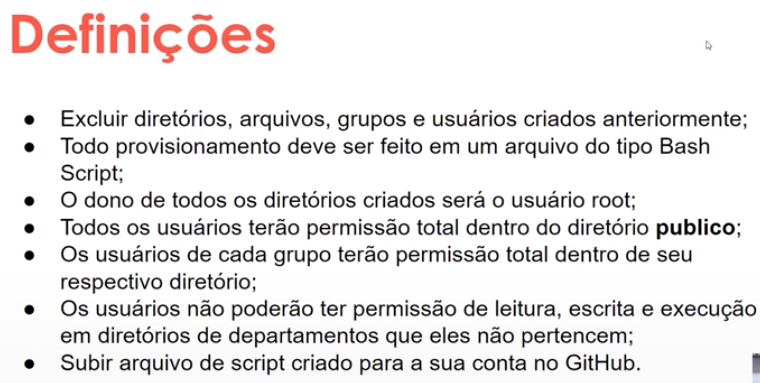 Definições
● Excluir diretórios, arquivos, grupos e usuários criados anteriormente;
● Todo provisionamento deve ser feito em um arquivo do tipo Bash
Script;
● O dono de todos os diretórios criados será o usuário root;
● Todos os usuários terão permissão total dentro do diretório publico;
● Os usuários de cada grupo terão permissão total dentro de seu
respectivo diretório;
● Os usuários não poderão ter permissão de leitura, escrita e execução
em diretórios de departamentos que eles não pertencem;
● Subir arquivo de script criado para a sua conta no GitHub.